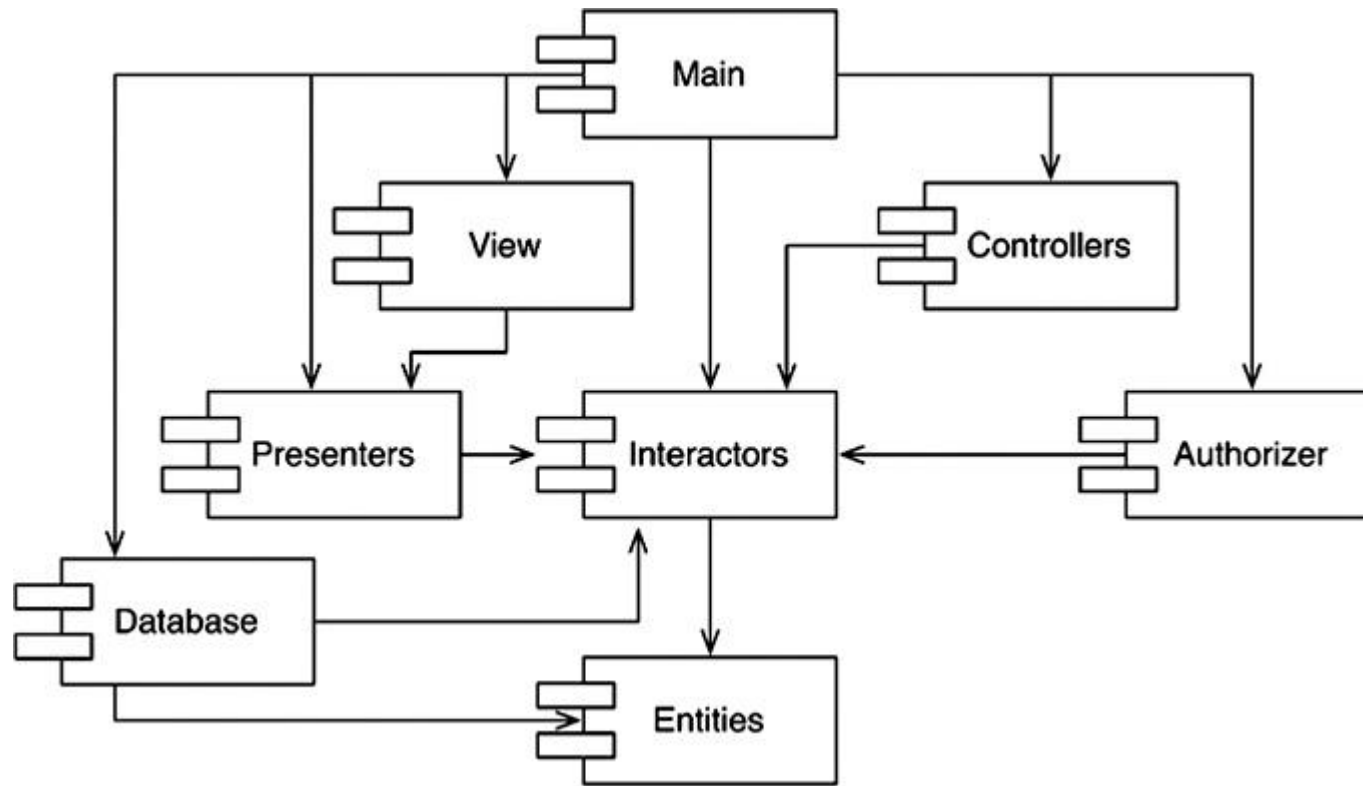 Main
View
Controllers
Presenters
Interactors
Authorizer
Database
Entities